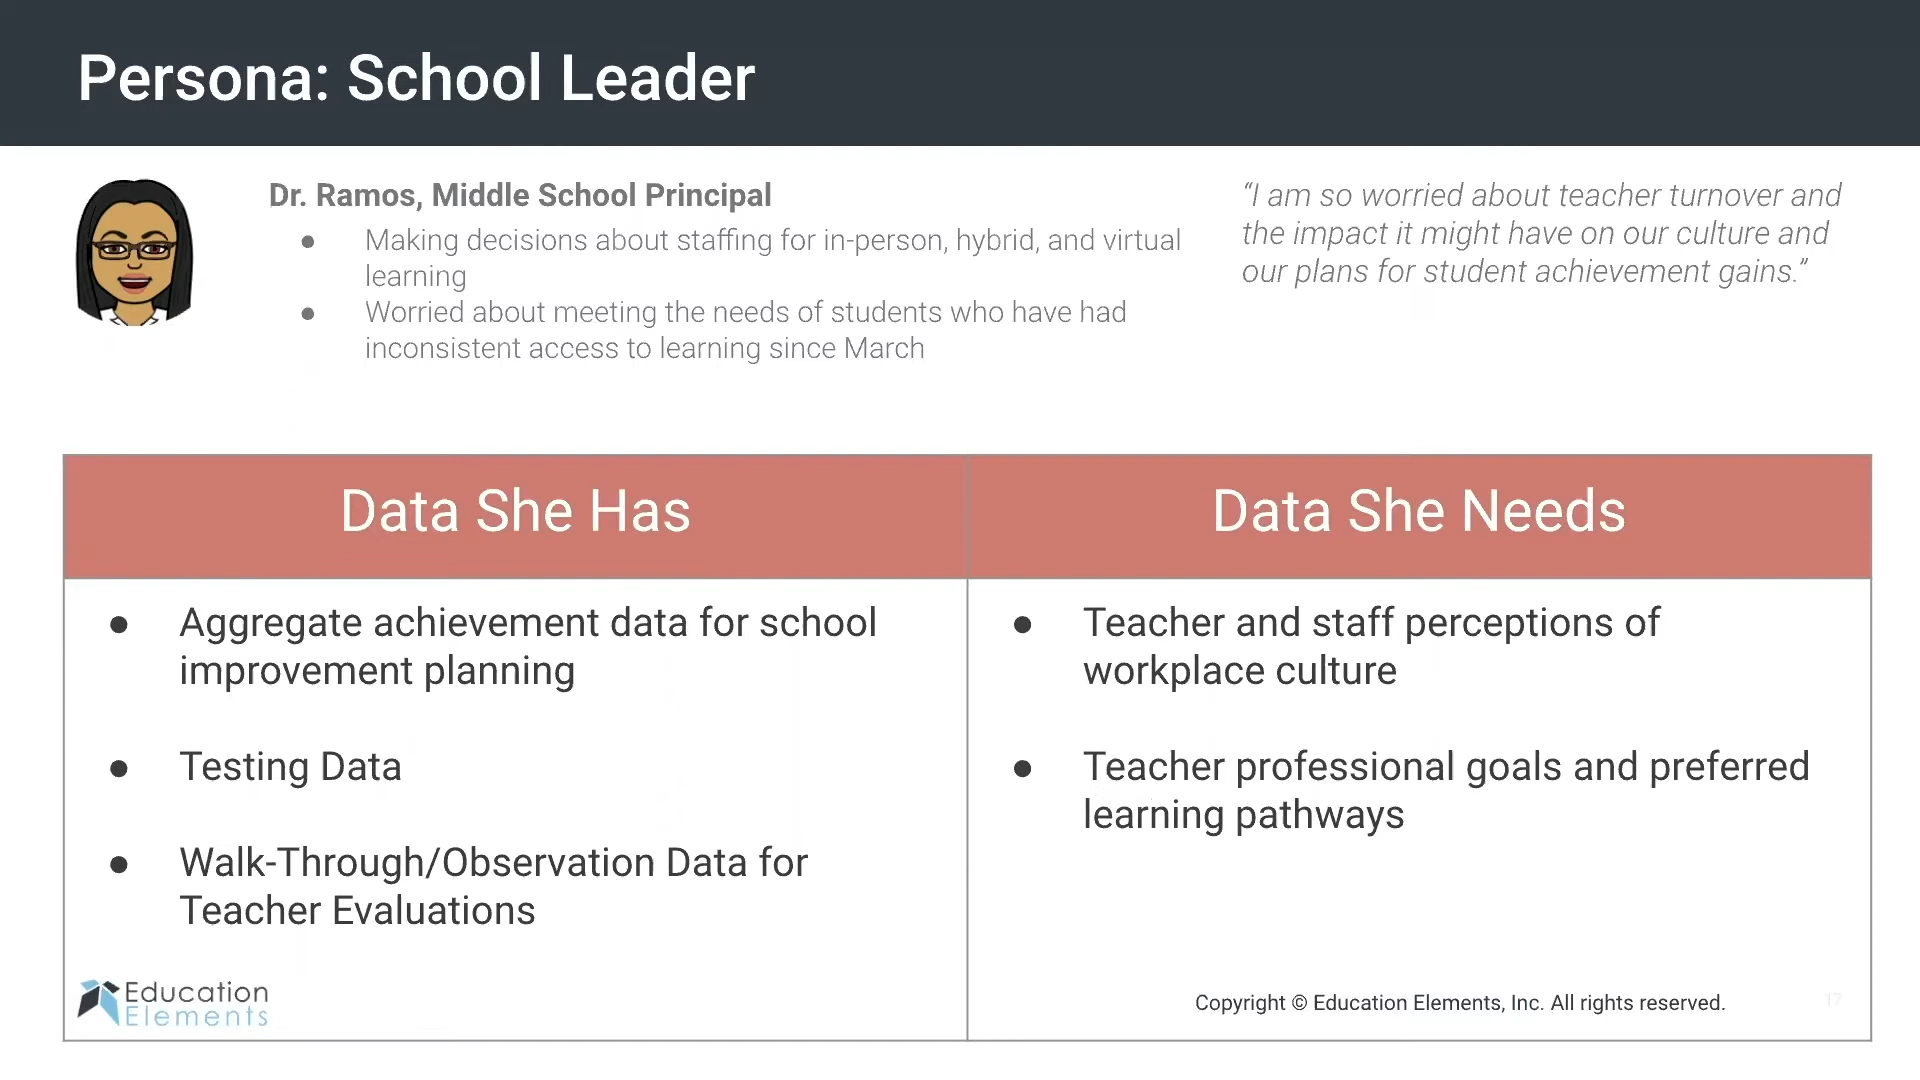 Persona: School Leader
Dr. Ramos, Middle School Principal
● Making decisions about staffing for in-person, hybrid, and virtual
learning
● Worried about meeting the needs of students who have had
inconsistent access to learning since March
“I am so worried about teacher turnover and
the impact it might have on our culture and
our plans for student achievement gains.”
Data She Has
● Aggregate achievement data for school
improvement planning
● Testing Data
● Walk-Through/Observation Data for
Teacher Evaluations
Data She Needs
● Teacher and staff perceptions of
workplace culture
● Teacher professional goals and preferred
learning pathways
Education
Elements
Copyright © Education Elements, Inc. All rights reserved.
17